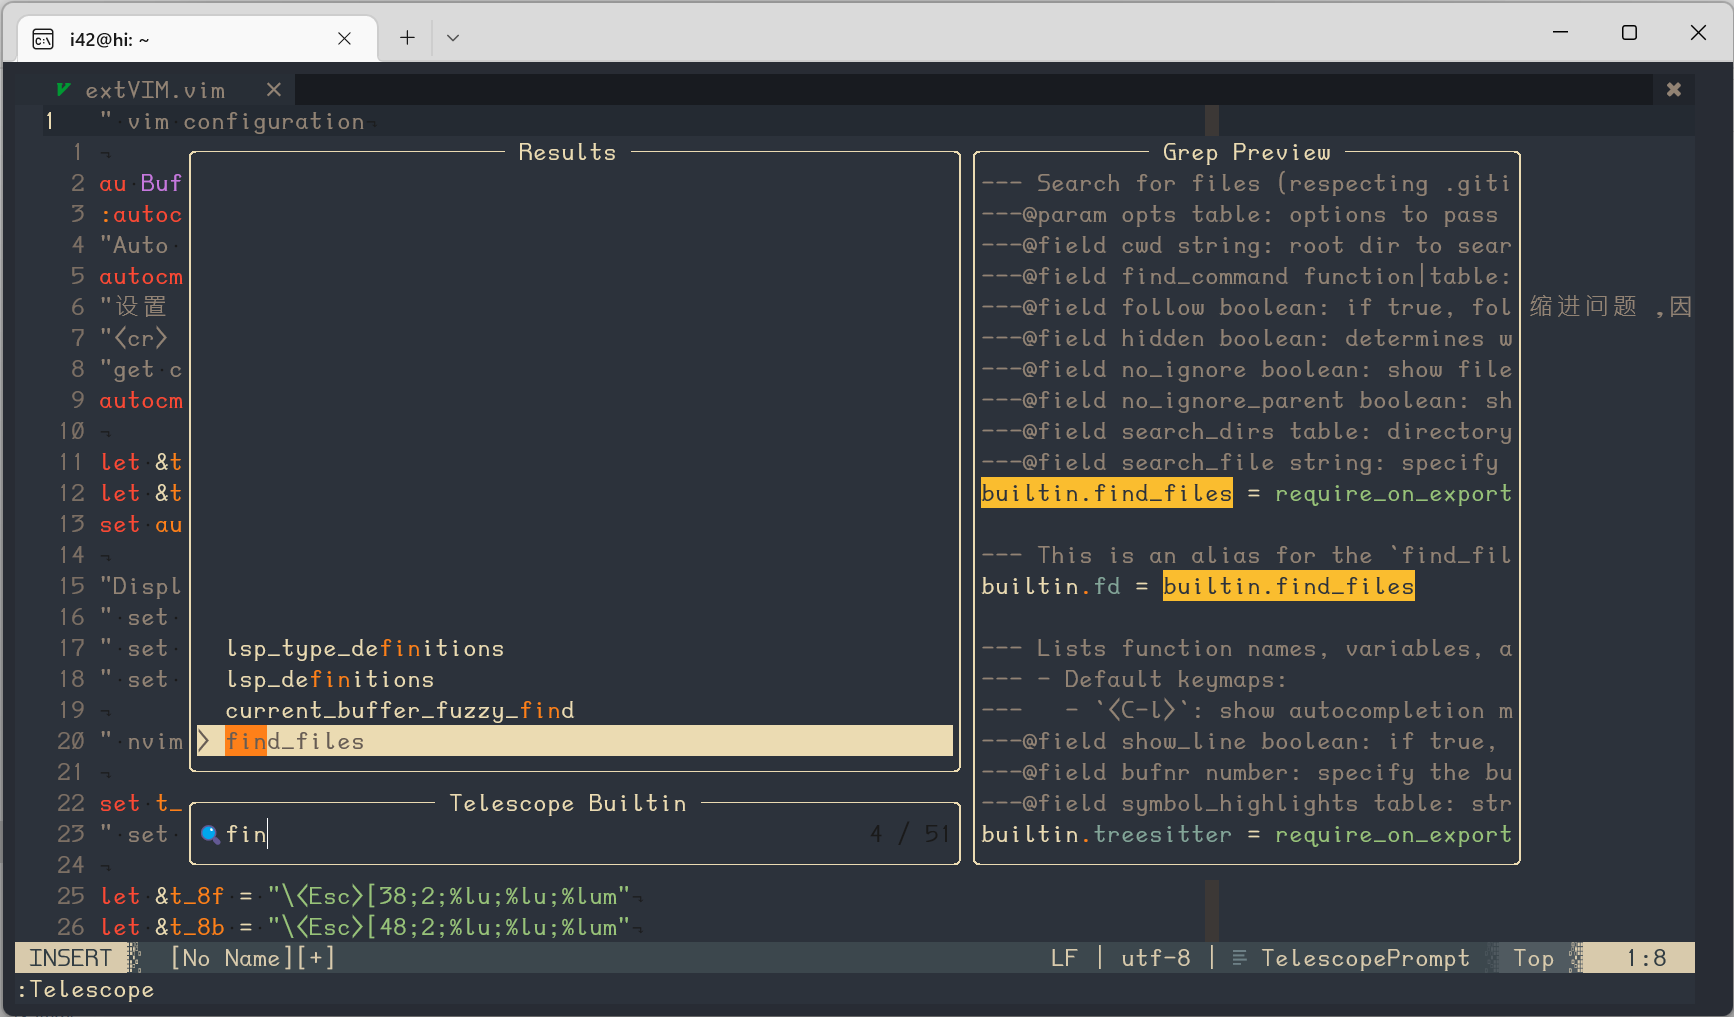 i42@hi: ~
extVIM.vim
1 " vim configuration¬
1 ¬
2 au Buf
3 :autoc
4 "Auto
5 autocm
6 "设置
7 "<cr>
8 "get c
9 autocm
10 ¬
11 let &t
12 let &t
13 set au
14 ¬
15 "Displ
16 " set
17 " set
18 " set
19 ¬
20 " nvim
21 ¬
22 set t_
23 " set
24 ¬
25 let &t_8f = "\<Esc>[38;2;%lu;%lu;%lum"¬
26 let &t_8b = "\<Esc>[48;2;%lu;%lu;%lum"¬
缩进问题 ,因
Results
lsp_type_definitions
lsp_definitions
current_buffer_fuzzy_find
> find_files
Telescope Builtin
fin 4 / 51
Grep Preview
--- Search for files (respecting .giti
---@param opts table: options to pass
---@field cwd string: root dir to sear
---@field find_command function|table:
---@field follow boolean: if true, fol
---@field hidden boolean: determines w
---@field no_ignore boolean: show file
---@field no_ignore_parent boolean: sh
---@field search_dirs table: directory
---@field search_file string: specify
builtin.find_files = require_on_export
--- This is an alias for the `find_fil
builtin.fd = builtin.find_files
--- Lists function names, variables, a
--- - Default keymaps:
---   - `<C-l>`: show autocompletion m
---@field show_line boolean: if true,
---@field bufnr number: specify the bu
---@field symbol_highlights table: str
builtin.treesitter = require_on_export
INSERT [No Name][+] LF | utf-8 | TelescopePrompt Top 1:8
:Telescope